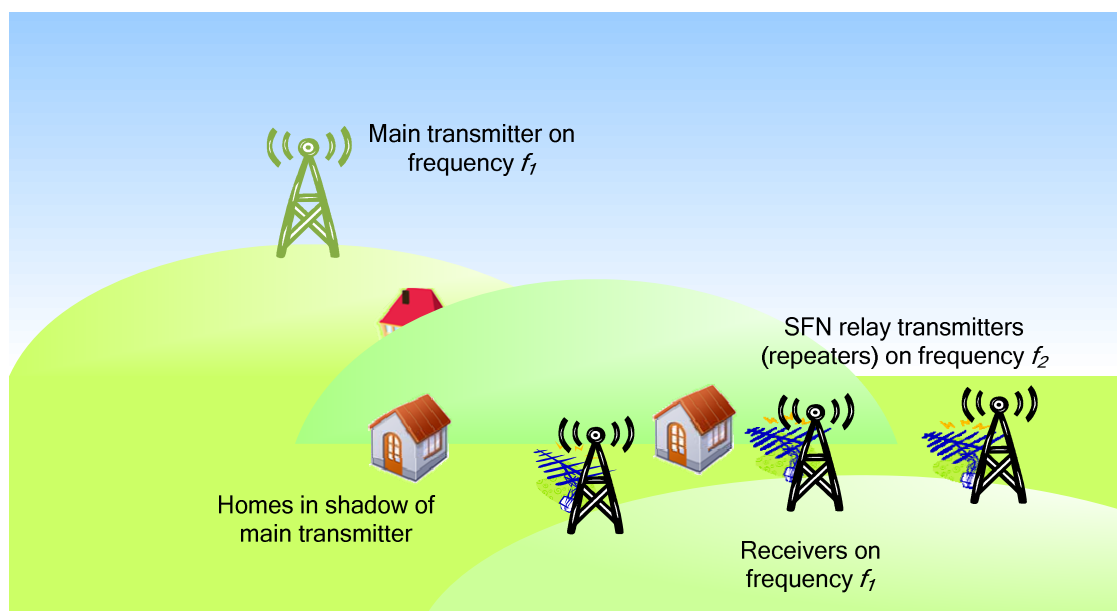 Main transmitter on
frequency f₁
SFN relay transmitters
(repeaters) on frequency f₂
Homes in shadow of
main transmitter
Receivers on
frequency f₁